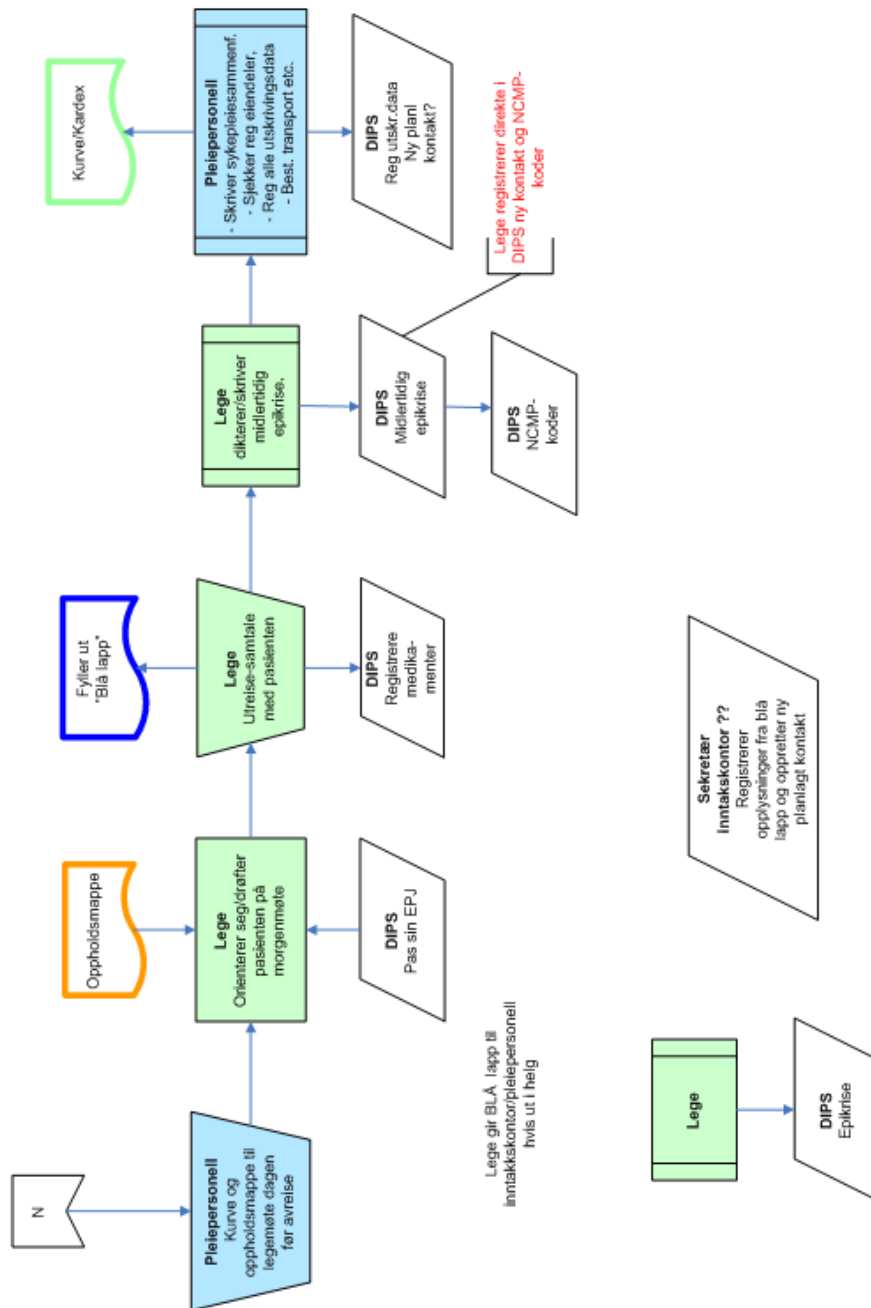 N
Pleiepersonell
Kurve og
oppholdsmappe til
legemøte dagen
før avreise
Oppholdsmappe
Lege
Orienterer seg/drøfter
pasienten på
morgenmøte
DIPS
Pas sin EPJ
Fyller ut
"Blå lapp"
Lege
Utreise-samtale
med pasienten
DIPS
Registrere
medika-
menter
Lege
dikterer/skriver
midlertidig
epikrise.
DIPS
Midlertidig
epikrise
DIPS
NCMP-
koder
Kurve/Kardex
Pleiepersonell
- Skriver sykepleiesammenf.
- Sjekker reg eiendeler,
- Reg alle utskrivingsdata
- Best. transport etc.
DIPS
Reg utskr.data
Ny planl
kontakt?
Lege registrerer direkte i
DIPS ny kontakt og NCMP-
koder
Lege gir BLÅ lapp til
inntakkskontor/pleiepersonell
hvis ut i helg
Lege
DIPS
Epikrise
Sekretær
inntakskontor ??
Registrerer
opplysninger fra blå
lapp og oppretter ny
planlagt kontakt